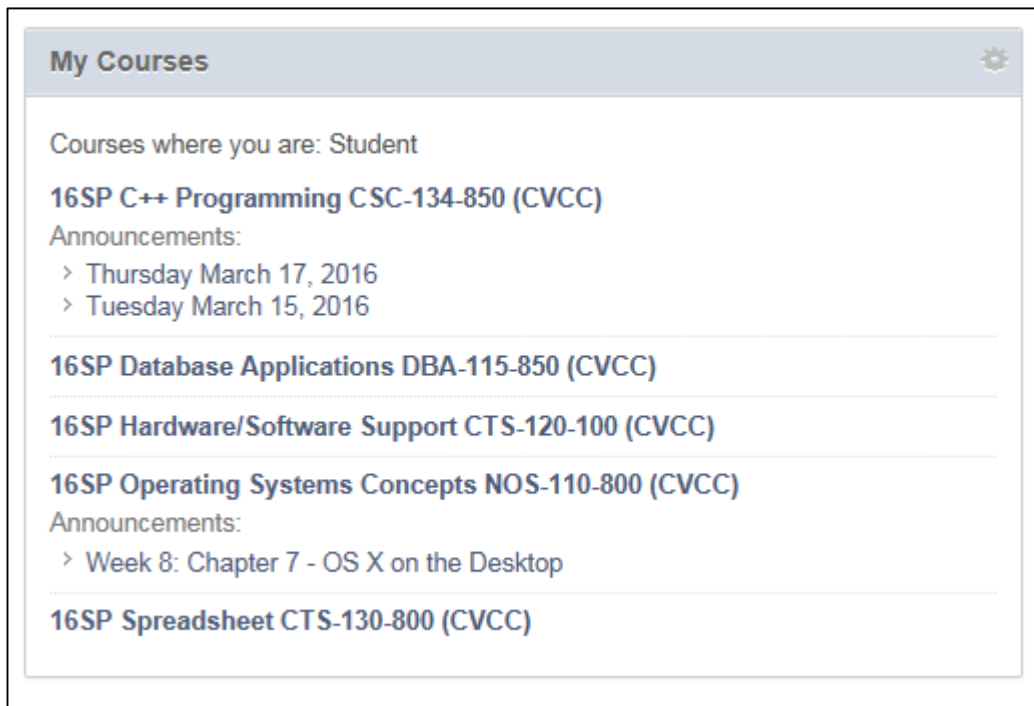 My Courses
Courses where you are: Student
16SP C++ Programming CSC-134-850 (CVCC)
Announcements:
Thursday March 17, 2016
Tuesday March 15, 2016
16SP Database Applications DBA-115-850 (CVCC)
16SP Hardware/Software Support CTS-120-100 (CVCC)
16SP Operating Systems Concepts NOS-110-800 (CVCC)
Announcements:
Week 8: Chapter 7 - OS X on the Desktop
16SP Spreadsheet CTS-130-800 (CVCC)